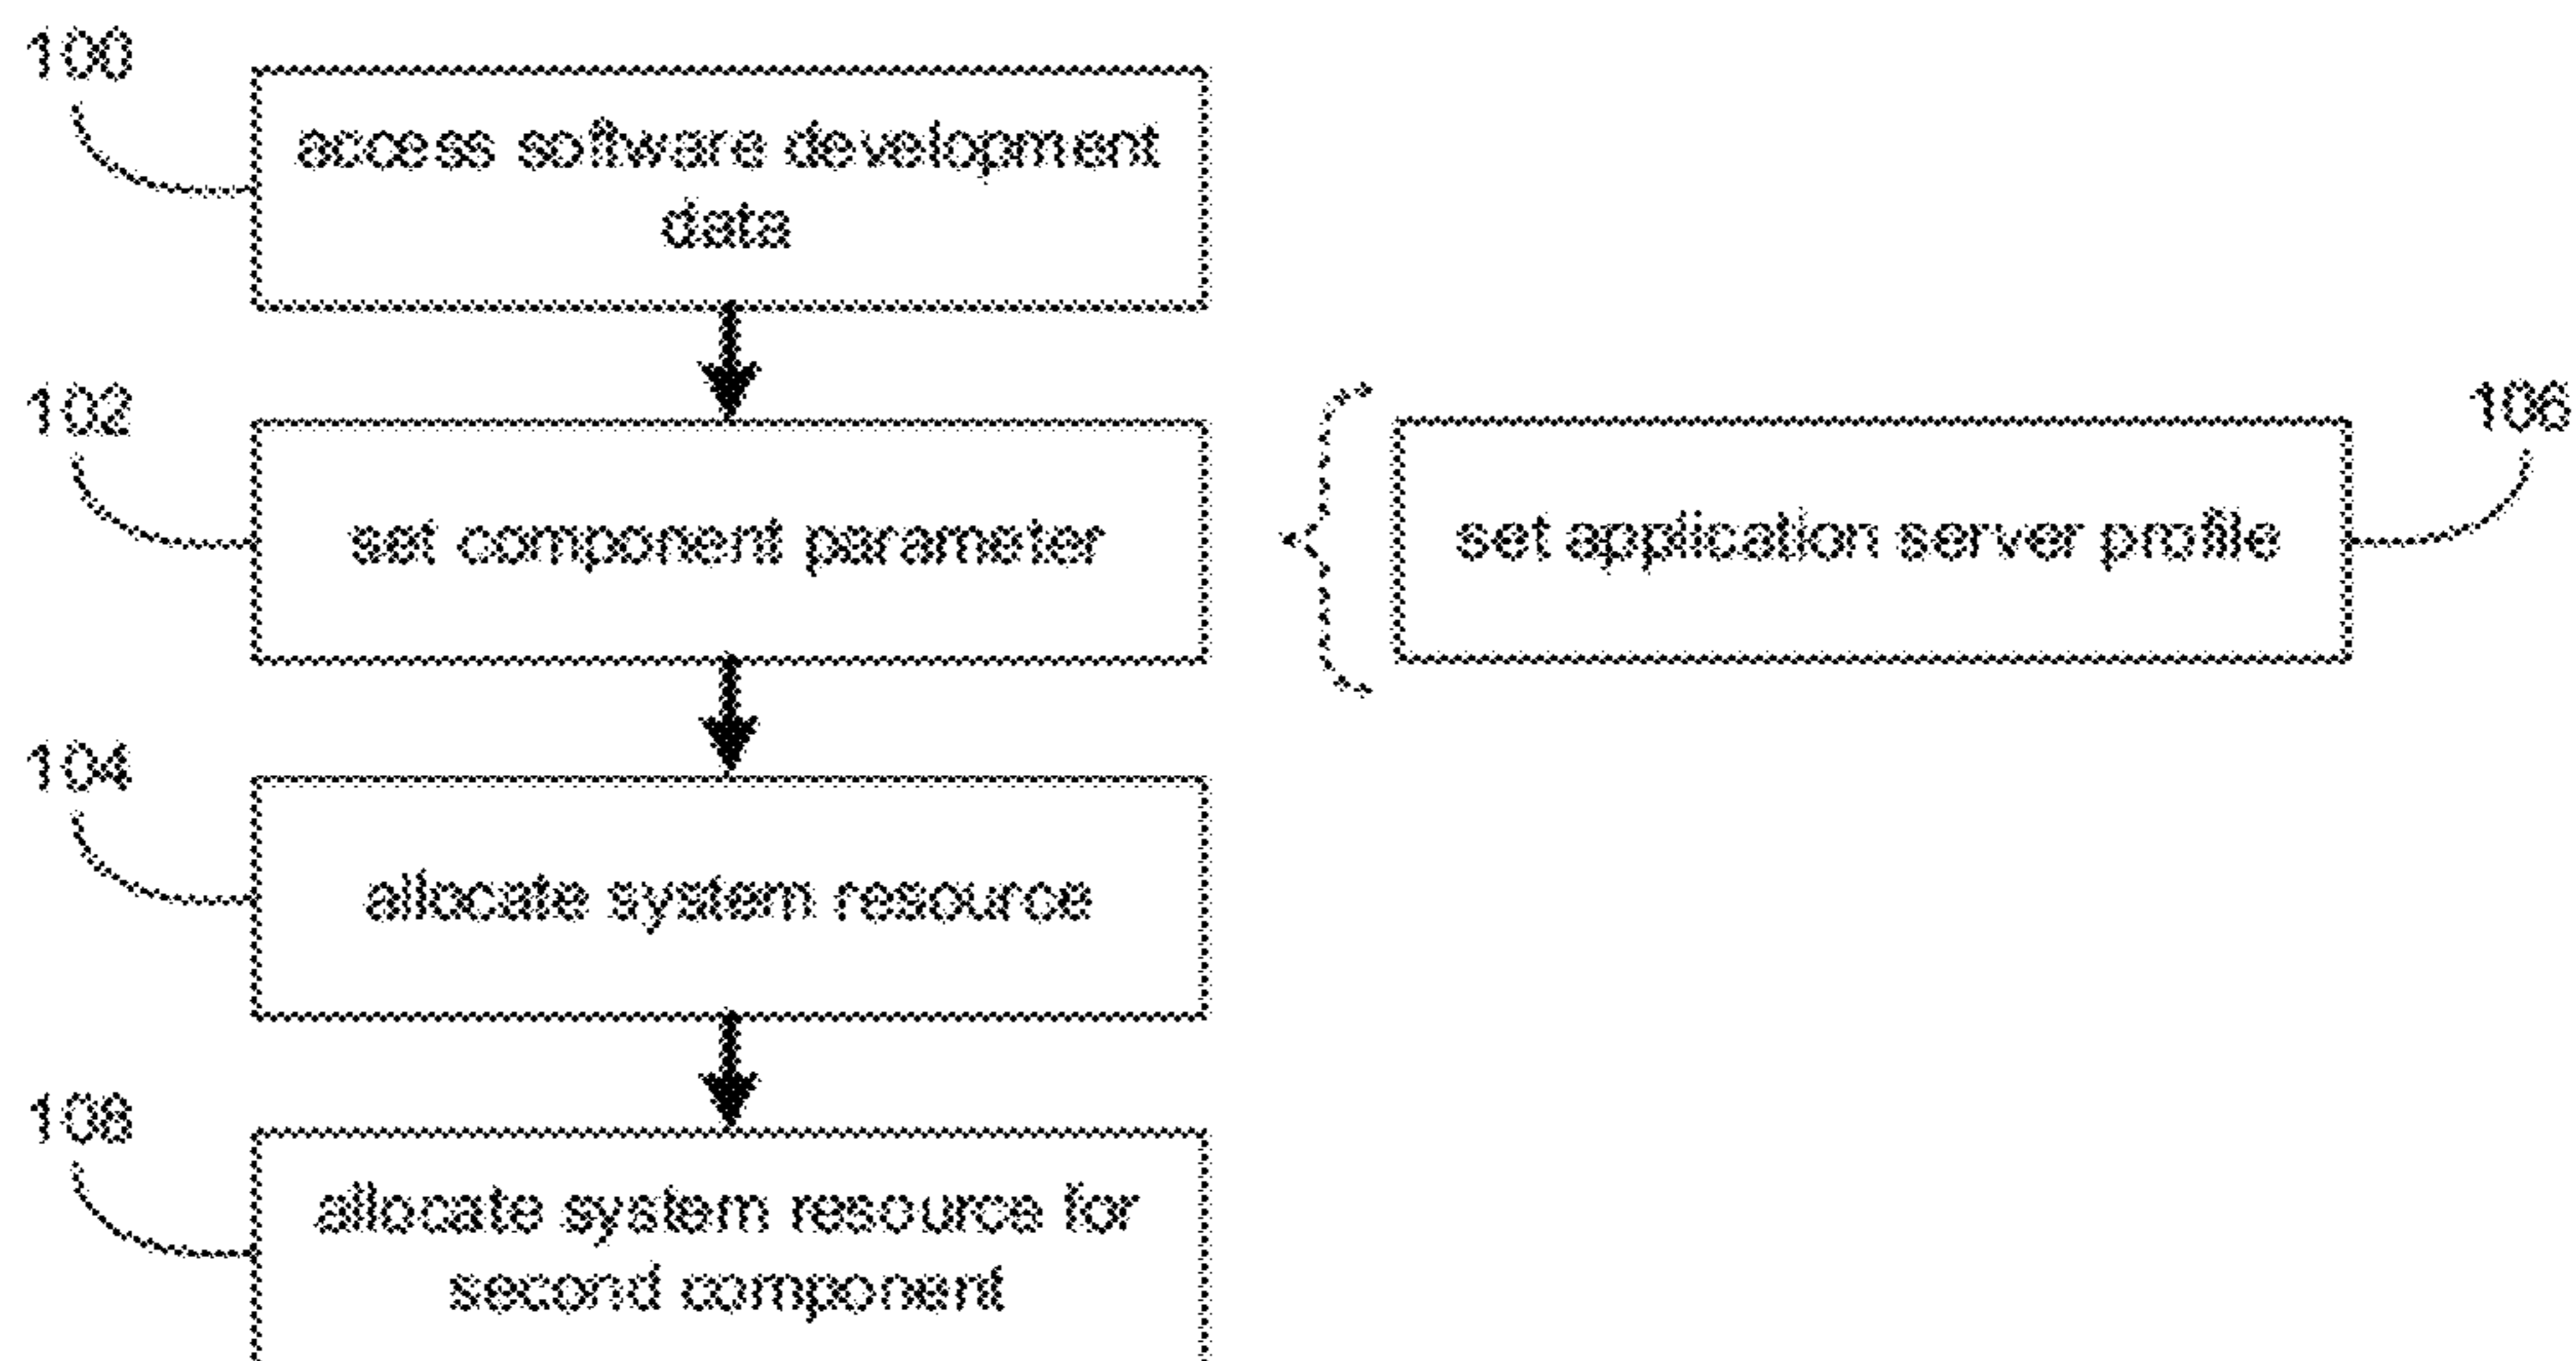 100
access software development
data
102
set component parameter
106
set application server profile
104
allocate system resource
108
allocate system resource for
second component